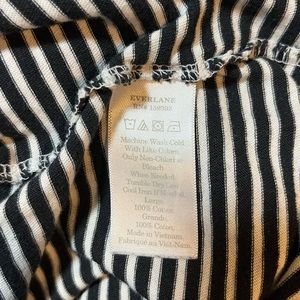 EVERLANE
Machine Wash Cold
With Like Colors.
Only Non-Chlorine
Bleach
When Needed.
Tumble Dry Low.
Cool Iron If Needed.
Large
100% Cotton
Grande
100% Coton.
Made in Vietnam.
Fabriqué au Viêt-Nam.